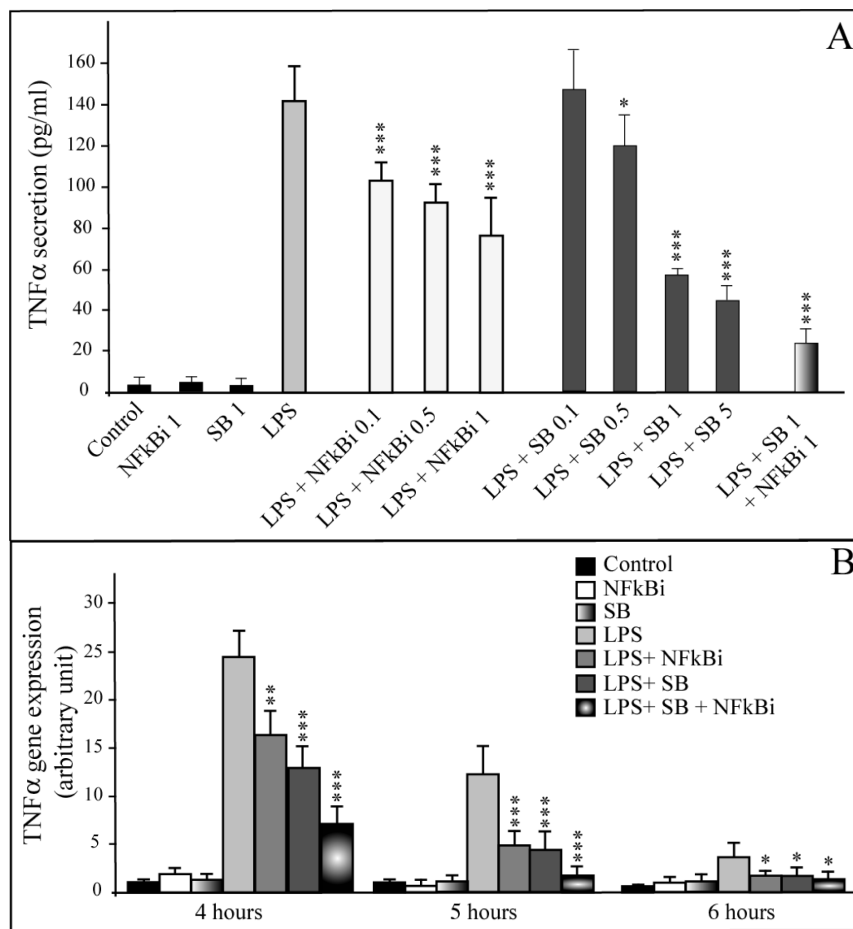 A
TNFα secretion (pg/ml)
160
140
120
100
80
60
40
20
0
***
***
***
*
***
***
***
Control
NFkBi 1
SB 1
LPS
LPS + NFkBi 0.1
LPS + NFkBi 0.5
LPS + NFkBi 1
LPS + SB 0.1
LPS + SB 0.5
LPS + SB 1
LPS + SB 5
LPS + SB 1
+ NFkBi 1
B
Control
NFkBi
SB
LPS
LPS+ NFkBi
LPS+ SB
LPS+ SB + NFkBi
TNFα gene expression
(arbitrary unit)
30
25
20
15
10
5
0
**
***
***
***
***
***
*
*
*
4 hours
5 hours
6 hours